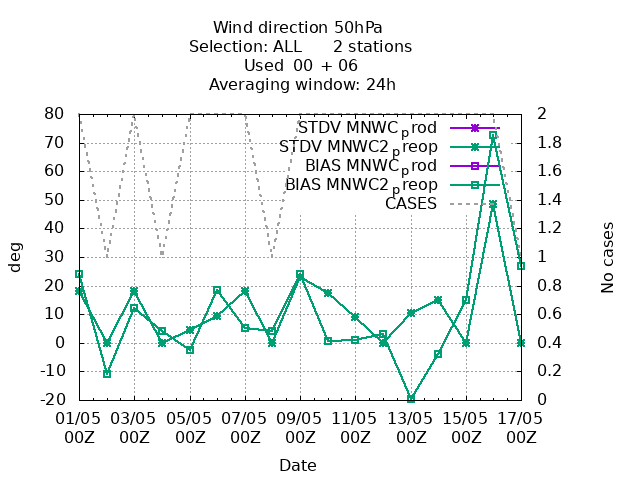 Wind direction 50hPa
Selection: ALL 2 stations
Used 00 + 06
Averaging window: 24h
80 2
70 1.8
60 1.6
50 1.4
40 1.2
30 1
20 0.8
10 0.6
0 0.4
-10 0.2
-20 0
STDV MNWC_prod
STDV MNWC2_preop
BIAS MNWC_prod
BIAS MNWC2_preop
CASES
deg
No cases
01/05 03/05 05/05 07/05 09/05 11/05 13/05 15/05 17/05
00Z 00Z 00Z 00Z 00Z 00Z 00Z 00Z 00Z
Date